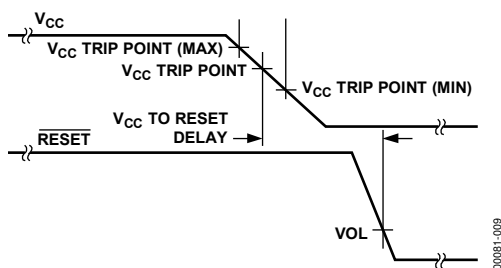 VCC
VCC TRIP POINT (MAX)
VCC TRIP POINT
VCC TRIP POINT (MIN)
VCC TO RESET
DELAY
RESET
VOL
00081-009